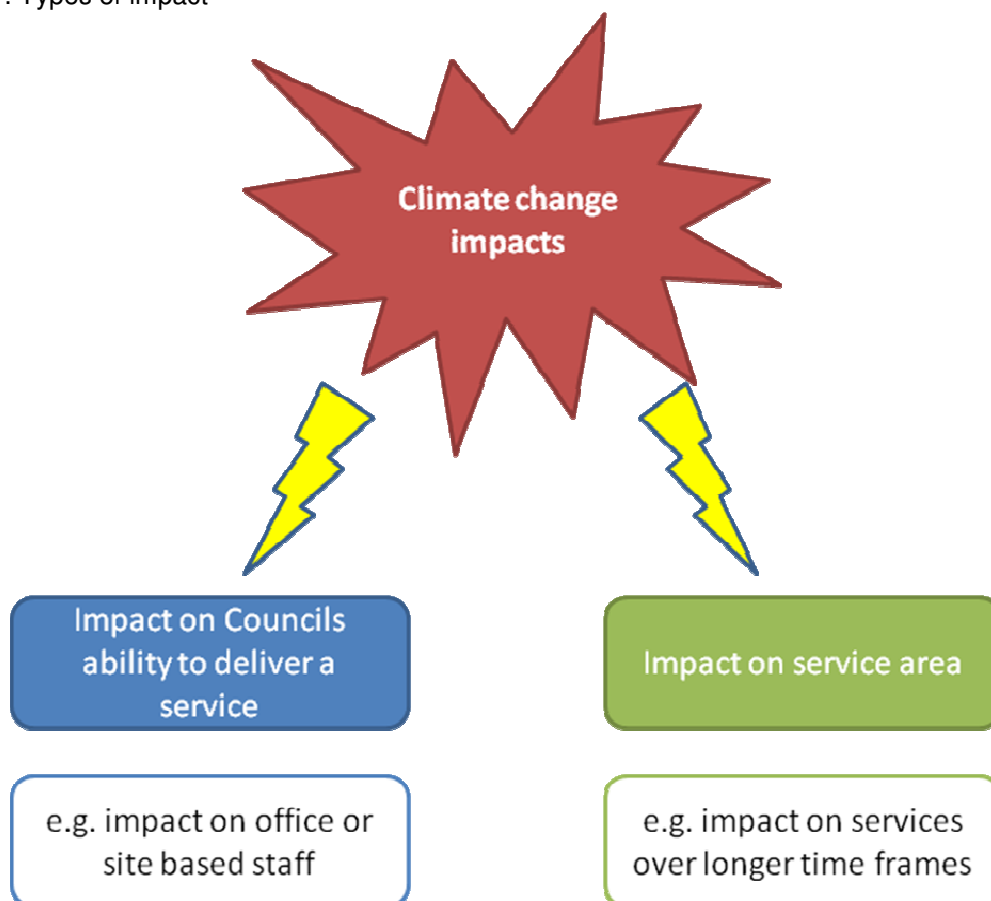 : Types of impact
Climate change
impacts
Impact on Councils
ability to deliver a
service
Impact on service area
e.g. impact on office or
site based staff
e.g. impact on services
over longer time frames